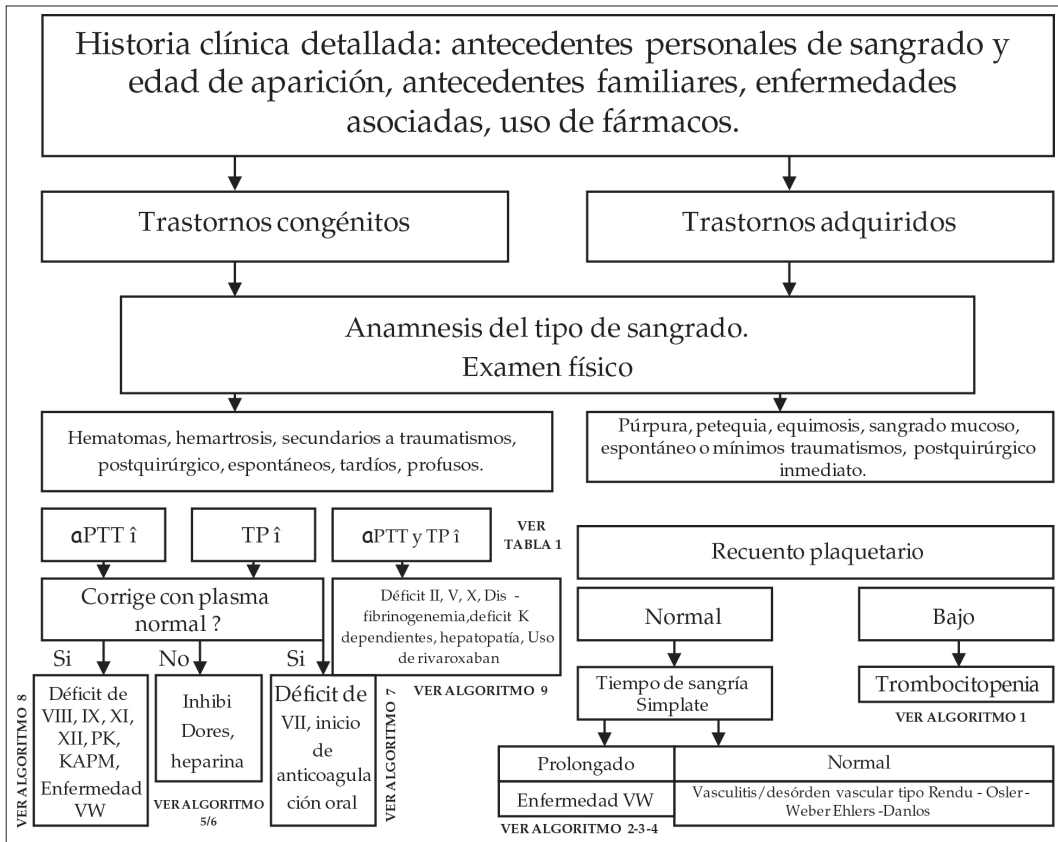 Historia clínica detallada: antecedentes personales de sangrado y
edad de aparición, antecedentes familiares, enfermedades
asociadas, uso de fármacos.
Trastornos congénitos
Trastornos adquiridos
Anamnesis del tipo de sangrado.
Examen físico
Hematomas, hemartrosis, secundarios a traumatismos,
postquirúrgico, espontáneos, tardíos, profusos.
Púrpura, petequia, equimosis, sangrado mucoso,
espontáneo o mínimos traumatismos, postquirúrgico
inmediato.
aPTT î
TP î
aPTT y TP î
VER
TABLA 1
Recuento plaquetario
Corrige con plasma
normal ?
Déficit II, V, X, Dis -
fibrinogenemia,deficit K
dependientes, hepatopatía, Uso
de rivaroxaban
VER ALGORITMO 9
Normal
Bajo
Si
No
Si
Déficit de
VIII, IX, XI,
XII, PK,
KAPM,
Enfermedad
VW
VER ALGORITMO 8
Inhibi
Dores,
heparina
VER ALGORITMO
5/6
Déficit de
VII, inicio
de
anticoagula
ción oral
VER ALGORITMO 7
Tiempo de sangría
Simplate
Trombocitopenia
VER ALGORITMO 1
Prolongado
Normal
Enfermedad VW
Vasculitis/desórden vascular tipo Rendu - Osler-
Weber Ehlers -Danlos
VER ALGORITMO 2-3-4